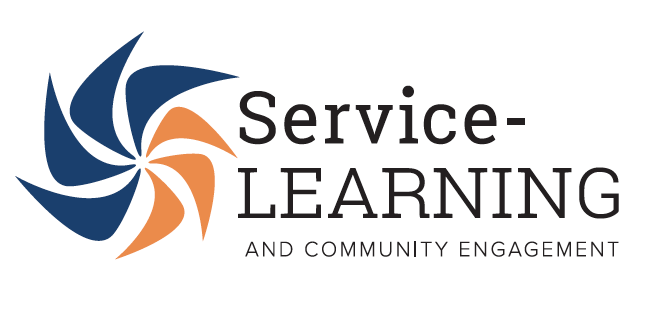 Service-
LEARNING
AND COMMUNITY ENGAGEMENT